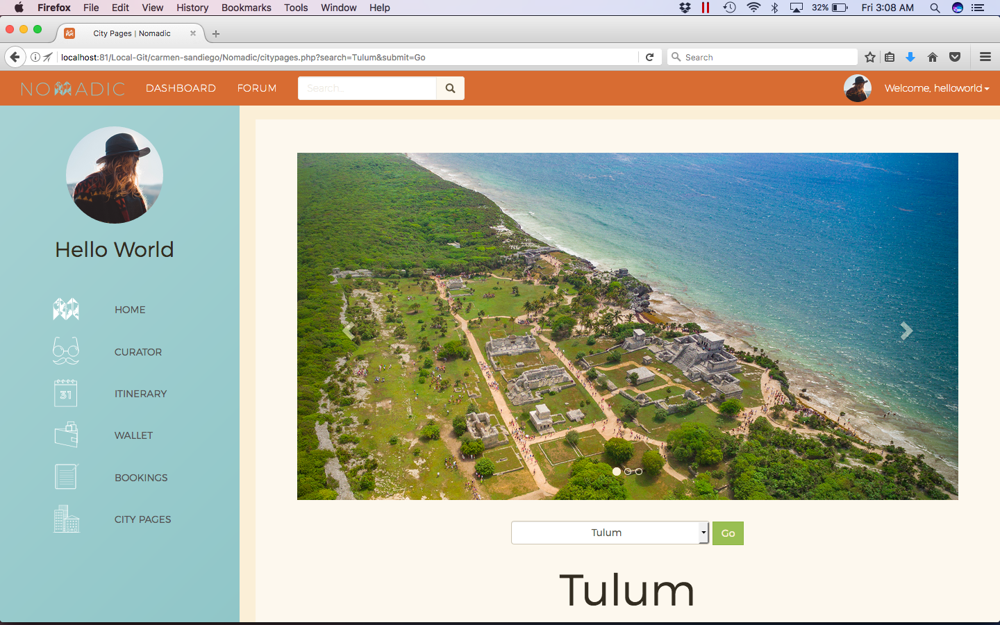 Firefox File Edit View History Bookmarks Tools Window Help 32% Fri 3:08 AM
City Pages | Nomadic
localhost:81/Local-Git/carmen-sandiego/Nomadic/citypages.php?search=Tulum&submit=Go Search
NOMADIC DASHBOARD FORUM Search... Welcome, helloworld
Hello World
HOME
CURATOR
31 ITINERARY
WALLET
BOOKINGS
CITY PAGES
Tulum Go
Tulum